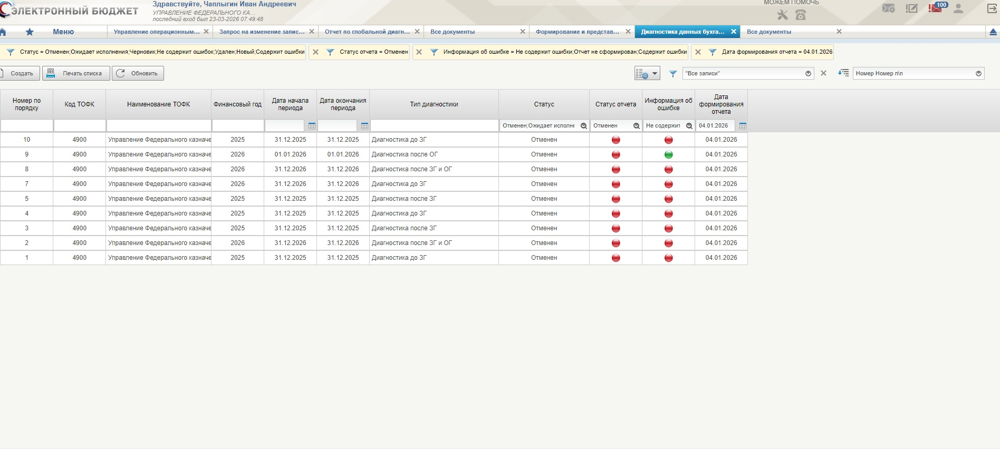 ЭЛЕКТРОННЫЙ БЮДЖЕТ
Здравствуйте, Чаплыгин Иван Андреевич
УПРАВЛЕНИЕ ФЕДЕРАЛЬНОГО КА...
последний вход был 23-03-2026 07:49:48
МОЖЕМ ПОМОЧЬ
100
Меню
Управление операционным...
Запрос на изменение запис...
Отчет по глобальной диагн...
Все документы
Формирование и представ...
Диагностика данных бухга...
Все документы
Статус = Отменен;Ожидает исполнения;Черновик;Не содержит ошибок;Удален;Новый;Содержит ошибки
Статус отчета = Отменен
Информация об ошибке = Не содержит ошибки;Отчет не сформирован;Содержит ошибки
Дата формирования отчета = 04.01.2026
Создать
Печать списка
Обновить
"Все записи"
Номер Номер п\п
Номер по порядку
Код ТОФК
Наименование ТОФК
Финансовый год
Дата начала периода
Дата окончания периода
Тип диагностики
Статус
Статус отчета
Информация об ошибке
Дата формирования отчета
Отменен;Ожидает исполне
Отменен
Не содержит
04.01.2026
10 4900 Управление Федерального казначе 2025 31.12.2025 31.12.2025 Диагностика до ЗГ Отменен 04.01.2026
9 4900 Управление Федерального казначе 2026 01.01.2026 01.01.2026 Диагностика после ОГ Отменен 04.01.2026
8 4900 Управление Федерального казначе 2026 31.12.2026 31.12.2026 Диагностика после ЗГ и ОГ Отменен 04.01.2026
7 4900 Управление Федерального казначе 2026 31.12.2026 31.12.2026 Диагностика до ЗГ Отменен 04.01.2026
5 4900 Управление Федерального казначе 2025 31.12.2025 31.12.2025 Диагностика после ЗГ Отменен 04.01.2026
4 4900 Управление Федерального казначе 2025 31.12.2025 31.12.2025 Диагностика до ЗГ Отменен 04.01.2026
3 4900 Управление Федерального казначе 2025 31.12.2025 31.12.2025 Диагностика после ЗГ Отменен 04.01.2026
2 4900 Управление Федерального казначе 2026 31.12.2026 31.12.2026 Диагностика после ЗГ и ОГ Отменен 04.01.2026
1 4900 Управление Федерального казначе 2025 31.12.2025 31.12.2025 Диагностика до ЗГ Отменен 04.01.2026